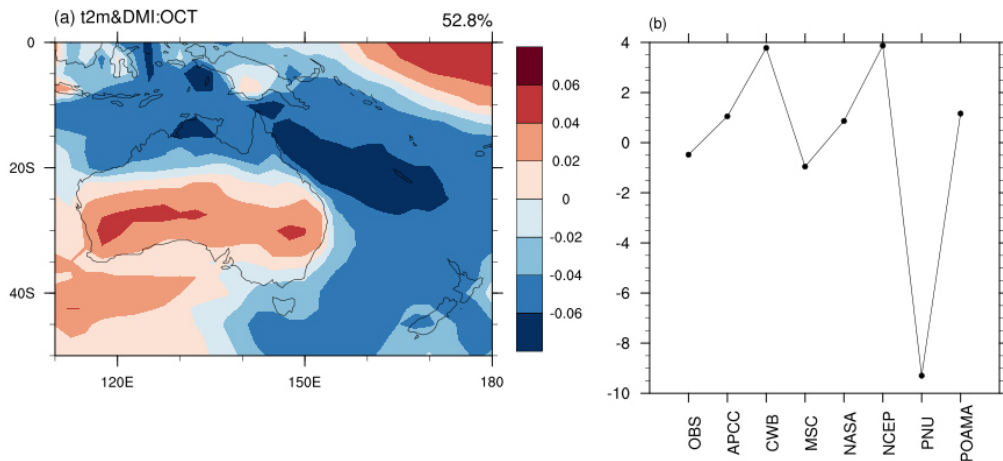 (a) t2m&DMI:OCT 52.8%
0
20S
40S
120E 150E 180
0.06
0.04
0.02
0
-0.02
-0.04
-0.06
(b)
4
2
0
-2
-4
-6
-8
-10
OBS
APCC
CWB
MSC
NASA
NCEP
PNU
POAMA